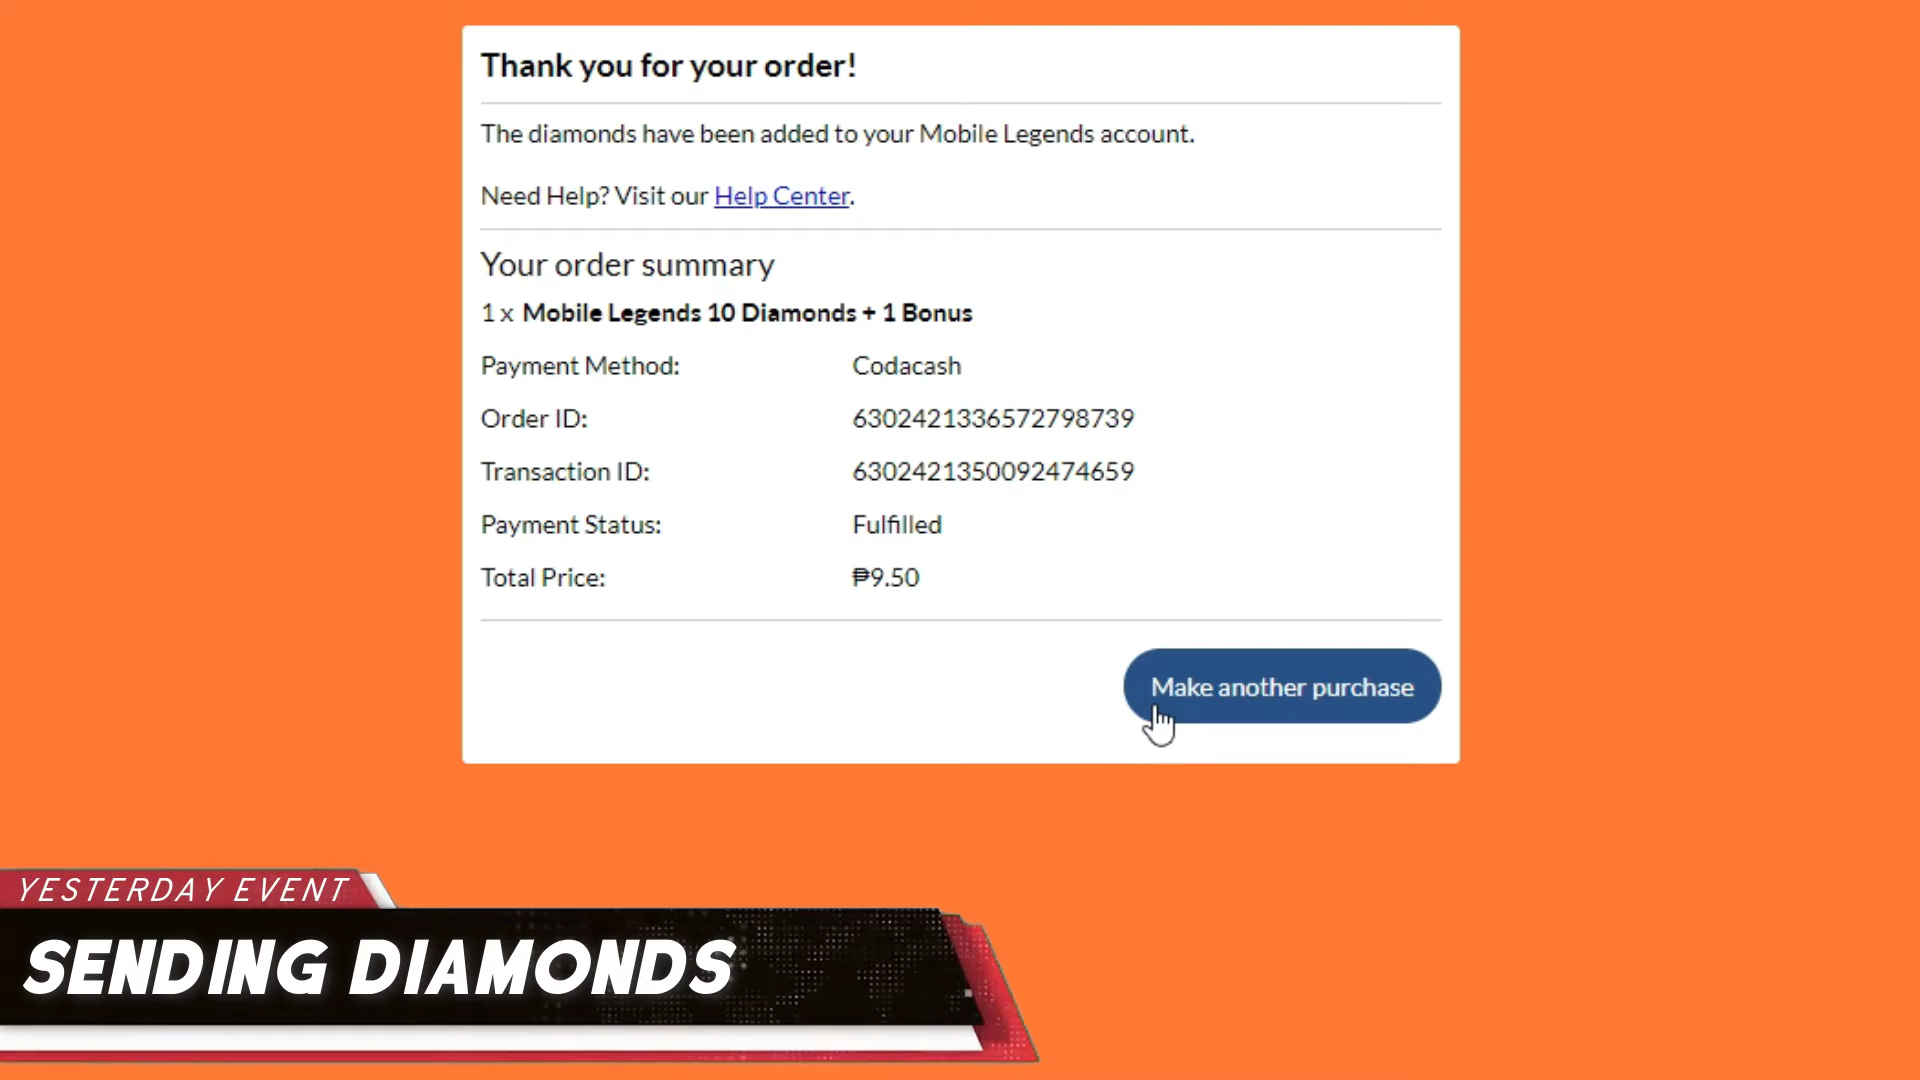 Thank you for your order!
The diamonds have been added to your Mobile Legends account.
Need Help? Visit our Help Center.
Your order summary
1 x Mobile Legends 10 Diamonds + 1 Bonus
Payment Method: Codacash
Order ID: 6302421336572798739
Transaction ID: 6302421350092474659
Payment Status: Fulfilled
Total Price: ₱9.50
Make another purchase
YESTERDAY EVENT
SENDING DIAMONDS